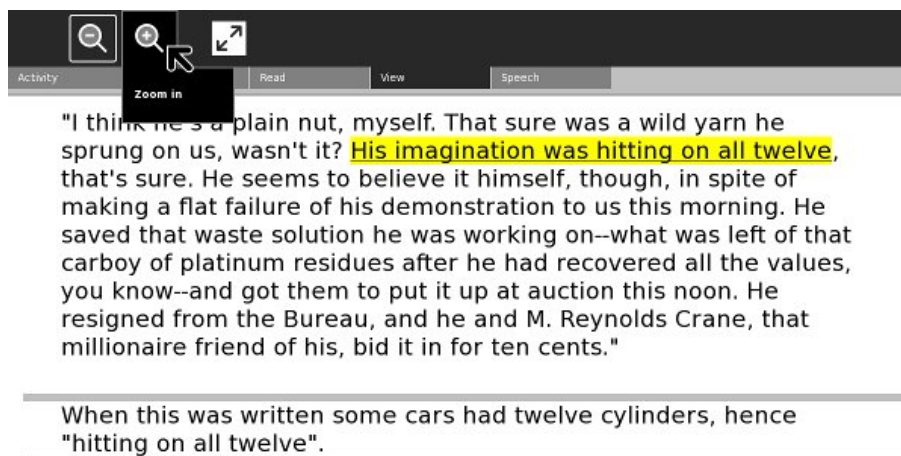 Activity
Read
View
Speech
Zoom in
"I think he's a plain nut, myself. That sure was a wild yarn he
sprung on us, wasn't it? His imagination was hitting on all twelve,
that's sure. He seems to believe it himself, though, in spite of
making a flat failure of his demonstration to us this morning. He
saved that waste solution he was working on--what was left of that
carboy of platinum residues after he had recovered all the values,
you know--and got them to put it up at auction this noon. He
resigned from the Bureau, and he and M. Reynolds Crane, that
millionaire friend of his, bid it in for ten cents."
When this was written some cars had twelve cylinders, hence
"hitting on all twelve".